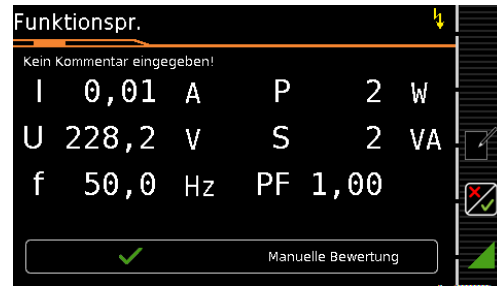 Funktionspr.
Kein Kommentar eingegeben!
I 0,01 A P 2 W
U 228,2 V S 2 VA
f 50,0 Hz PF 1,00
Manuelle Bewertung